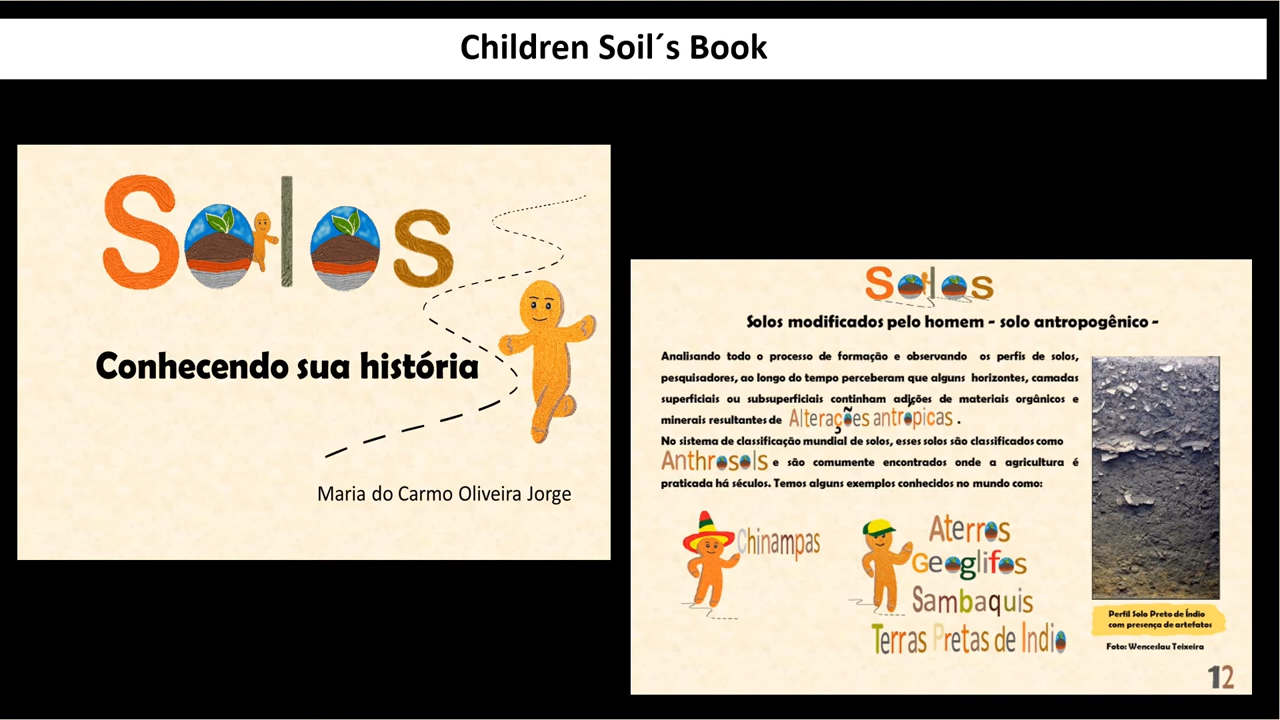 Children Soil´s Book
Solos
Conhecendo sua história
Maria do Carmo Oliveira Jorge
Solos
Solos modificados pelo homem - solo antropogênico -
Analisando todo o processo de formação e observando os perfis de solos,
pesquisadores, ao longo do tempo perceberam que alguns horizontes, camadas
superficiais ou subsuperficiais continham adições de materiais orgânicos e
minerais resultantes de Alterações antrópicas .
No sistema de classificação mundial de solos, esses solos são classificados como
Anthrosols e são comumente encontrados onde a agricultura é
praticada há séculos. Temos alguns exemplos conhecidos no mundo como:
Chinampas
Aterros
Geoglifos
Sambaquis
Terras Pretas de Indio
Perfil Solo Preto de Índio
com presença de artefatos
Foto: Wenceslau Teixeira
12